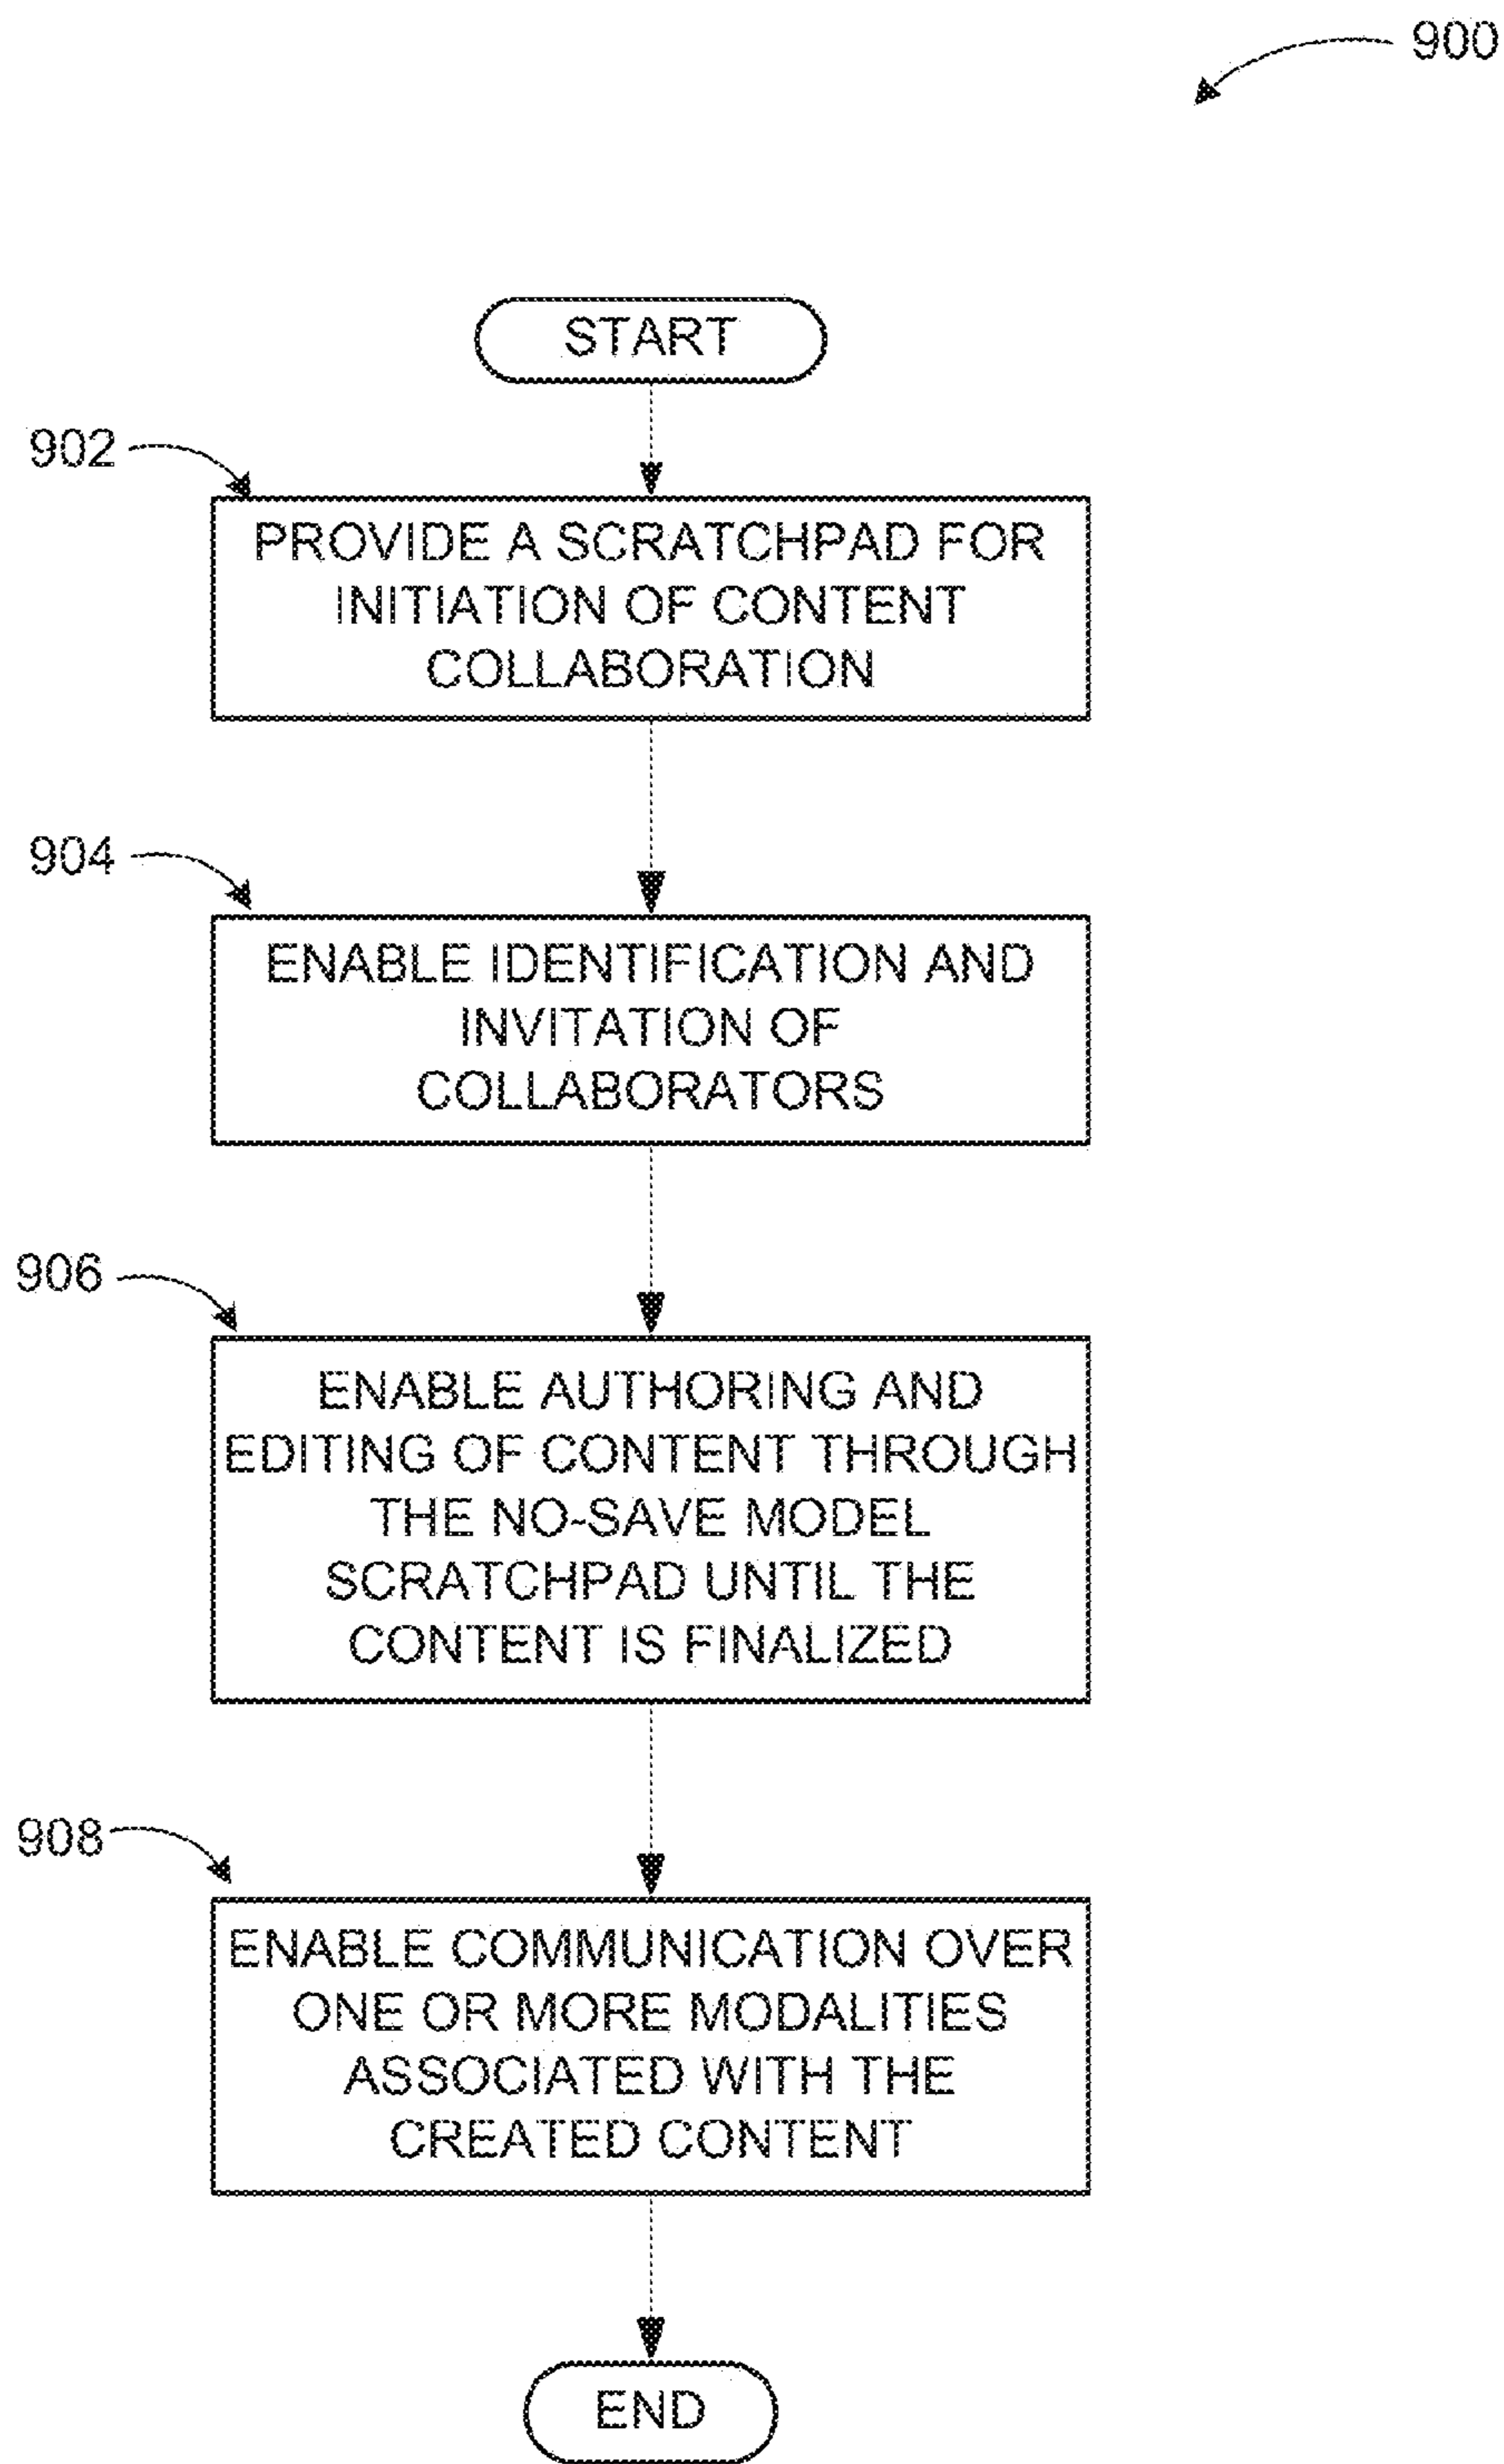 900
START
902
PROVIDE A SCRATCHPAD FOR
INITIATION OF CONTENT
COLLABORATION
904
ENABLE IDENTIFICATION AND
INVITATION OF
COLLABORATORS
906
ENABLE AUTHORING AND
EDITING OF CONTENT THROUGH
THE NO-SAVE MODEL
SCRATCHPAD UNTIL THE
CONTENT IS FINALIZED
908
ENABLE COMMUNICATION OVER
ONE OR MORE MODALITIES
ASSOCIATED WITH THE
CREATED CONTENT
END